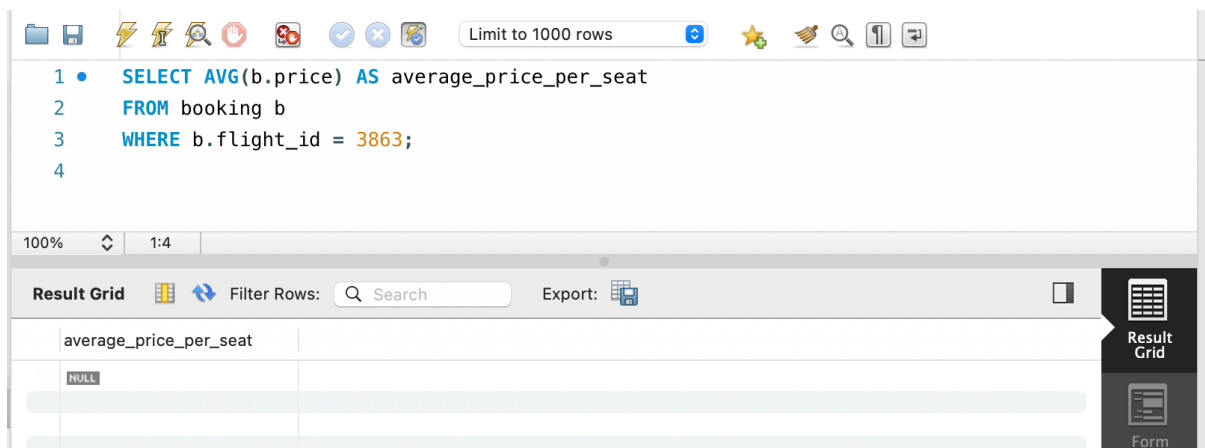 Limit to 1000 rows
1 SELECT AVG(b.price) AS average_price_per_seat
2 FROM booking b
3 WHERE b.flight_id = 3863;
4
100% 1:4
Result Grid Filter Rows: Search Export:
Result
Grid
average_price_per_seat
NULL
Form